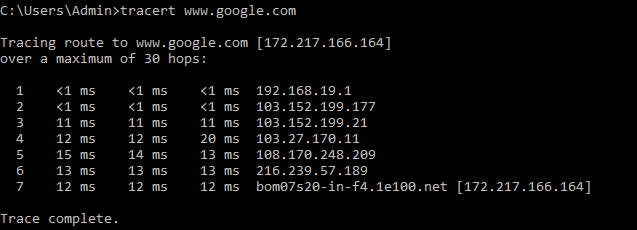 C:\Users\Admin>tracert www.google.com
Tracing route to www.google.com [172.217.166.164]
over a maximum of 30 hops:
1 <1 ms <1 ms <1 ms 192.168.19.1
2 <1 ms <1 ms <1 ms 103.152.199.177
3 11 ms 11 ms 11 ms 103.152.199.21
4 12 ms 12 ms 20 ms 103.27.170.11
5 15 ms 14 ms 13 ms 108.170.248.209
6 13 ms 13 ms 13 ms 216.239.57.189
7 12 ms 12 ms 12 ms bom07s20-in-f4.1e100.net [172.217.166.164]
Trace complete.